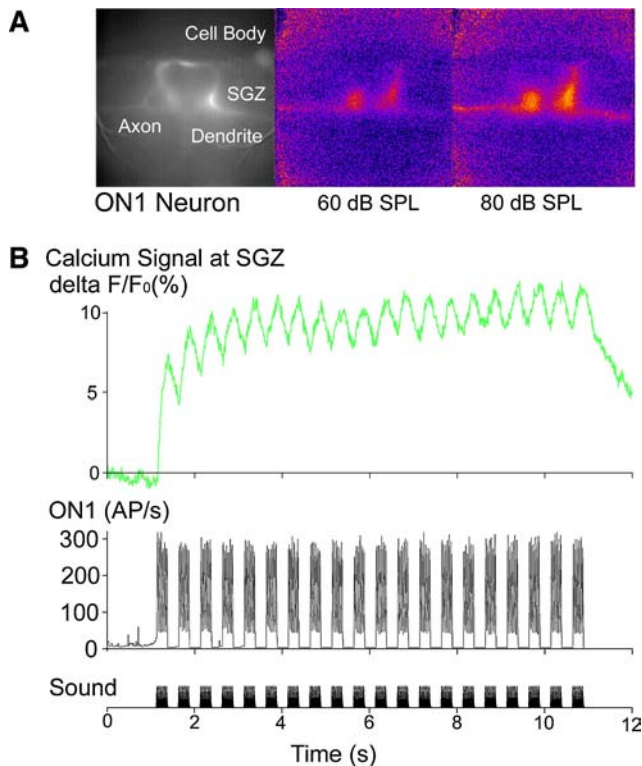 A
Cell Body
SGZ
Axon
Dendrite
ON1 Neuron
60 dB SPL
80 dB SPL
B Calcium Signal at SGZ
delta F/F₀(%)
10
5
0
ON1 (AP/s)
300
200
100
0
Sound
0 2 4 6 8 10 12
Time (s)